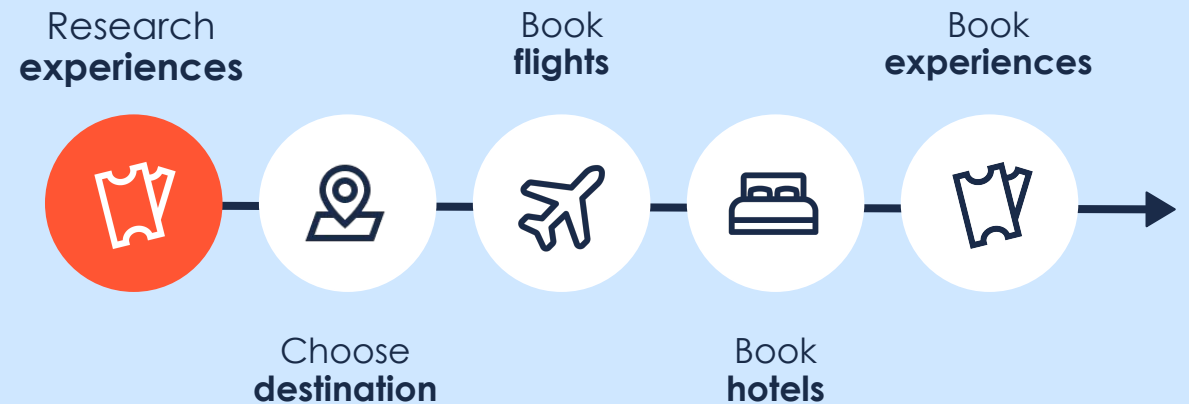 Research
experiences
Choose
destination
Book
flights
Book
hotels
Book
experiences